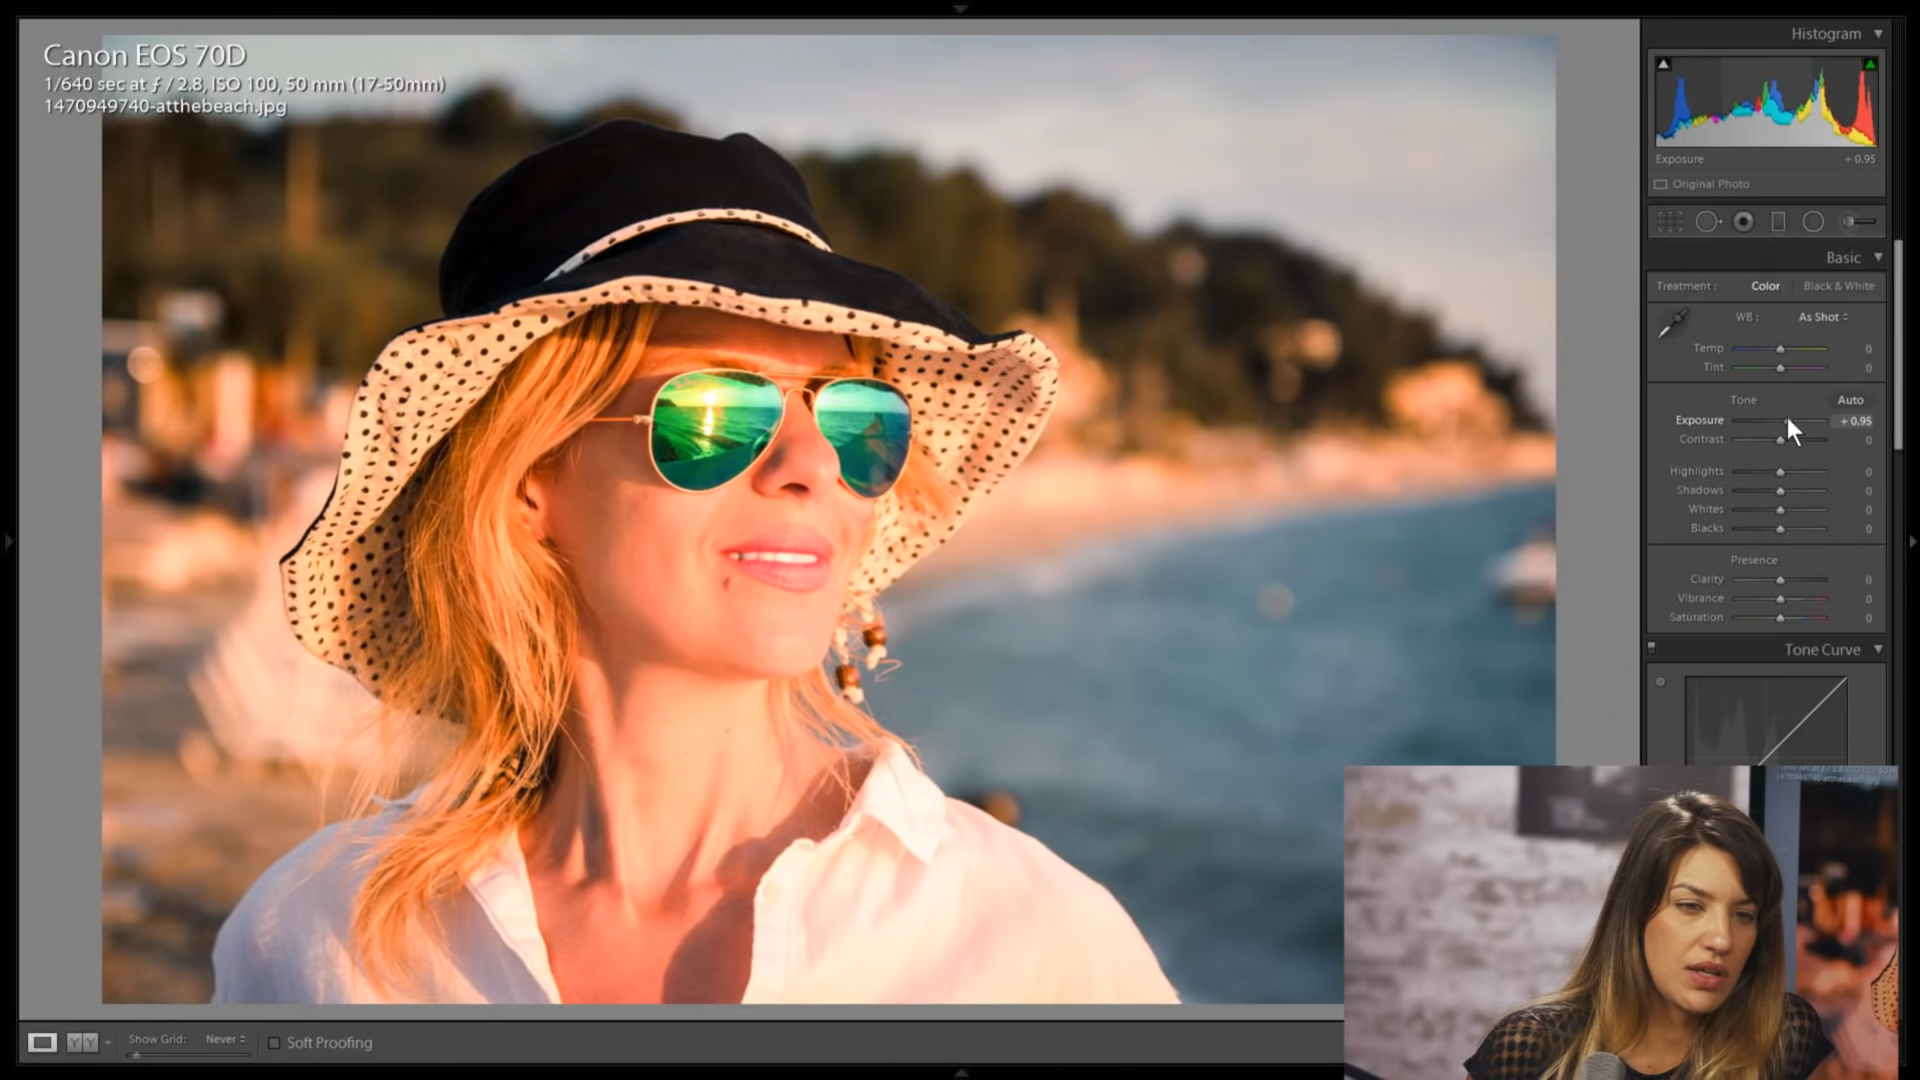 Canon EOS 70D
1/640 sec at ƒ / 2.8, ISO 100, 50 mm (17-50mm)
1470949740-atthebeach.jpg
Histogram
Exposure + 0.95
Original Photo
Basic
Treatment : Color Black & White
WB : As Shot
Temp 0
Tint 0
Tone Auto
Exposure + 0.95
Contrast 0
Highlights 0
Shadows 0
Whites 0
Blacks 0
Presence
Clarity 0
Vibrance 0
Saturation 0
Tone Curve
YY
Show Grid: Never
Soft Proofing